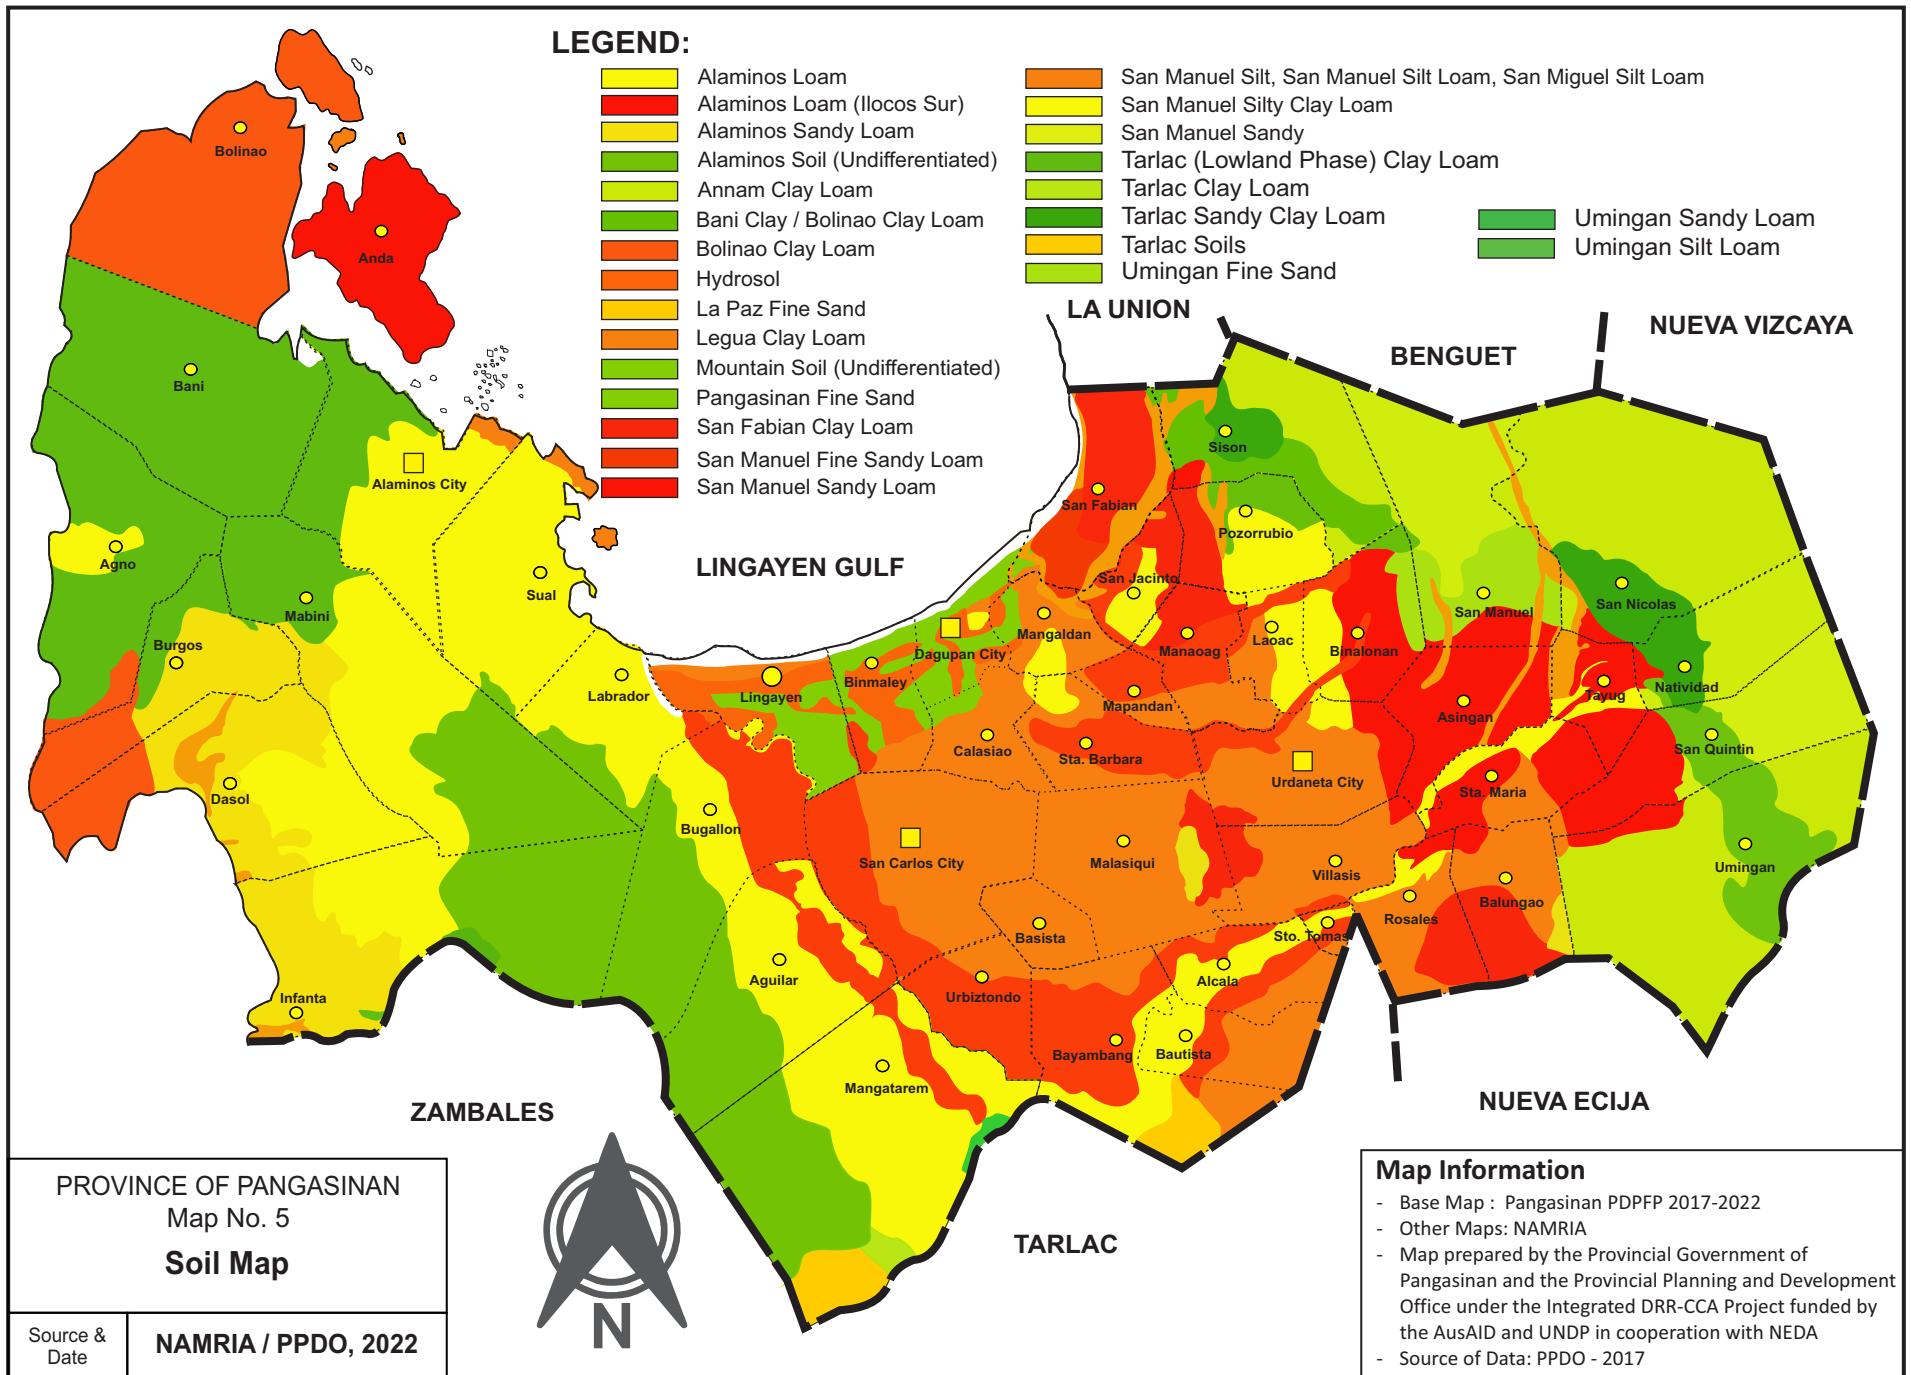 LEGEND:
Alaminos Loam
Alaminos Loam (Ilocos Sur)
Alaminos Sandy Loam
Alaminos Soil (Undifferentiated)
Annam Clay Loam
Bani Clay / Bolinao Clay Loam
Bolinao Clay Loam
Hydrosol
La Paz Fine Sand
Legua Clay Loam
Mountain Soil (Undifferentiated)
Pangasinan Fine Sand
San Fabian Clay Loam
San Manuel Fine Sandy Loam
San Manuel Sandy Loam
San Manuel Silt, San Manuel Silt Loam, San Miguel Silt Loam
San Manuel Silty Clay Loam
San Manuel Sandy
Tarlac (Lowland Phase) Clay Loam
Tarlac Clay Loam
Tarlac Sandy Clay Loam
Tarlac Soils
Umingan Fine Sand
Umingan Sandy Loam
Umingan Silt Loam
LA UNION
BENGUET
NUEVA VIZCAYA
LINGAYEN GULF
ZAMBALES
TARLAC
NUEVA ECIJA
Bolinao
Anda
Bani
Alaminos City
Agno
Mabini
Sual
Burgos
Labrador
Dasol
Infanta
Bugallon
Aguilar
Mangatarem
Lingayen
Binmaley
Dagupan City
Calasiao
San Carlos City
Basista
Urbiztondo
Bayambang
Bautista
Alcala
Sto. Tomas
Malasiqui
Sta. Barbara
Mapandan
Mangaldan
San Fabian
San Jacinto
Manaoag
Sison
Pozorrubio
Laoac
Binalonan
Urdaneta City
Villasis
Rosales
Balungao
Sta. Maria
Asingan
San Manuel
San Nicolas
Tayug
Natividad
San Quintin
Umingan
N
PROVINCE OF PANGASINAN
Map No. 5
Soil Map
Source &
Date
NAMRIA / PPDO, 2022
Map Information
- Base Map : Pangasinan PDPFP 2017-2022
- Other Maps: NAMRIA
- Map prepared by the Provincial Government of
Pangasinan and the Provincial Planning and Development
Office under the Integrated DRR-CCA Project funded by
the AusAID and UNDP in cooperation with NEDA
- Source of Data: PPDO - 2017